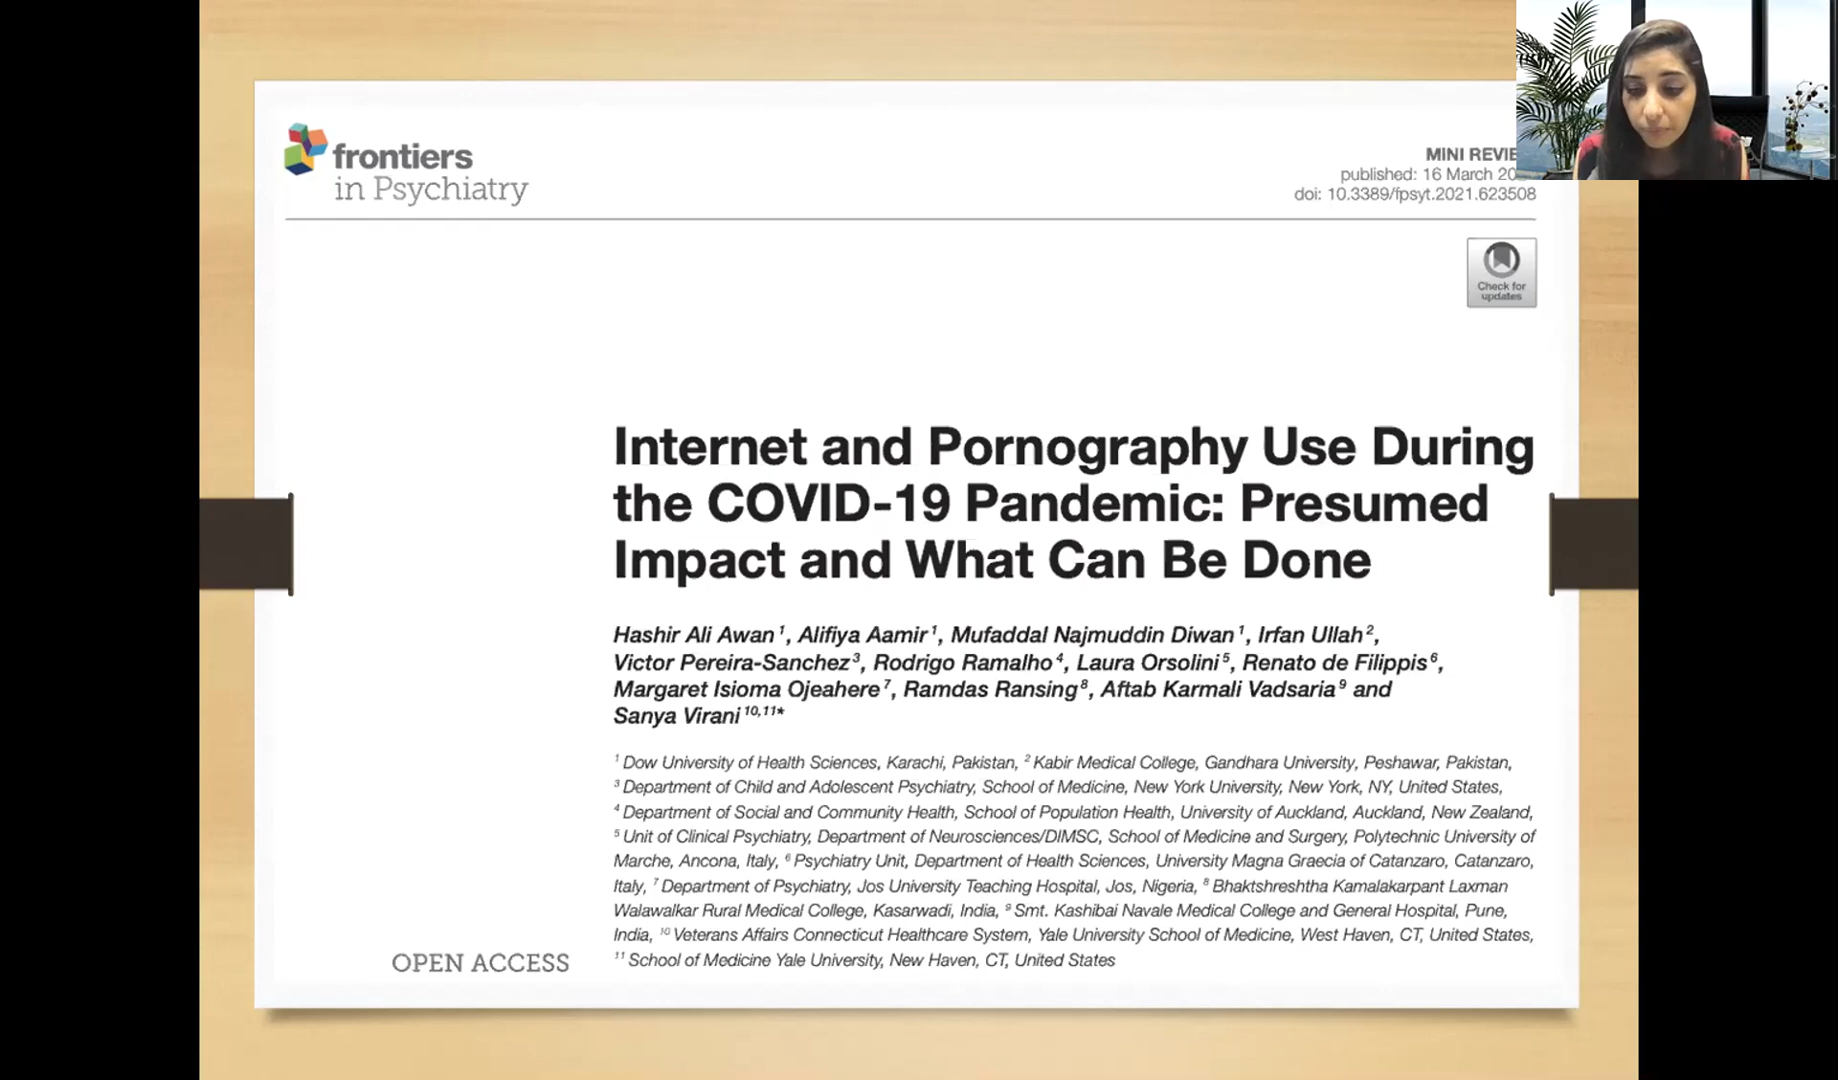 frontiers
in Psychiatry
MINI REVIE
published: 16 March 20
doi: 10.3389/fpsyt.2021.623508
Check for
updates
Internet and Pornography Use During
the COVID-19 Pandemic: Presumed
Impact and What Can Be Done
Hashir Ali Awan 1, Alifiya Aamir 1, Mufaddal Najmuddin Diwan 1, Irfan Ullah 2,
Victor Pereira-Sanchez 3, Rodrigo Ramalho 4, Laura Orsolini 5, Renato de Filippis 6,
Margaret Isioma Ojeahere 7, Ramdas Ransing 8, Aftab Karmali Vadsaria 9 and
Sanya Virani 10,11*
1 Dow University of Health Sciences, Karachi, Pakistan, 2 Kabir Medical College, Gandhara University, Peshawar, Pakistan,
3 Department of Child and Adolescent Psychiatry, School of Medicine, New York University, New York, NY, United States,
4 Department of Social and Community Health, School of Population Health, University of Auckland, Auckland, New Zealand,
5 Unit of Clinical Psychiatry, Department of Neurosciences/DIMSC, School of Medicine and Surgery, Polytechnic University of
Marche, Ancona, Italy, 6 Psychiatry Unit, Department of Health Sciences, University Magna Graecia of Catanzaro, Catanzaro,
Italy, 7 Department of Psychiatry, Jos University Teaching Hospital, Jos, Nigeria, 8 Bhaktshreshtha Kamalakarpant Laxman
Walawalkar Rural Medical College, Kasarwadi, India, 9 Smt. Kashibai Navale Medical College and General Hospital, Pune,
India, 10 Veterans Affairs Connecticut Healthcare System, Yale University School of Medicine, West Haven, CT, United States,
11 School of Medicine Yale University, New Haven, CT, United States
OPEN ACCESS